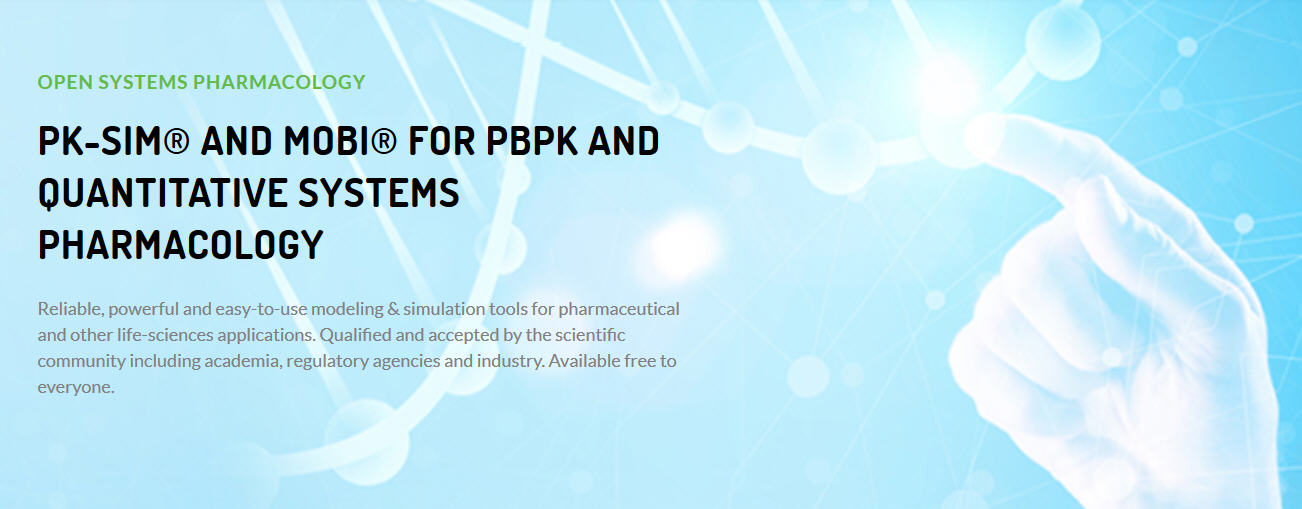 OPEN SYSTEMS PHARMACOLOGY
PK-SIM® AND MOBI® FOR PBPK AND
QUANTITATIVE SYSTEMS
PHARMACOLOGY
Reliable, powerful and easy-to-use modeling & simulation tools for pharmaceutical
and other life-sciences applications. Qualified and accepted by the scientific
community including academia, regulatory agencies and industry. Available free to
everyone.